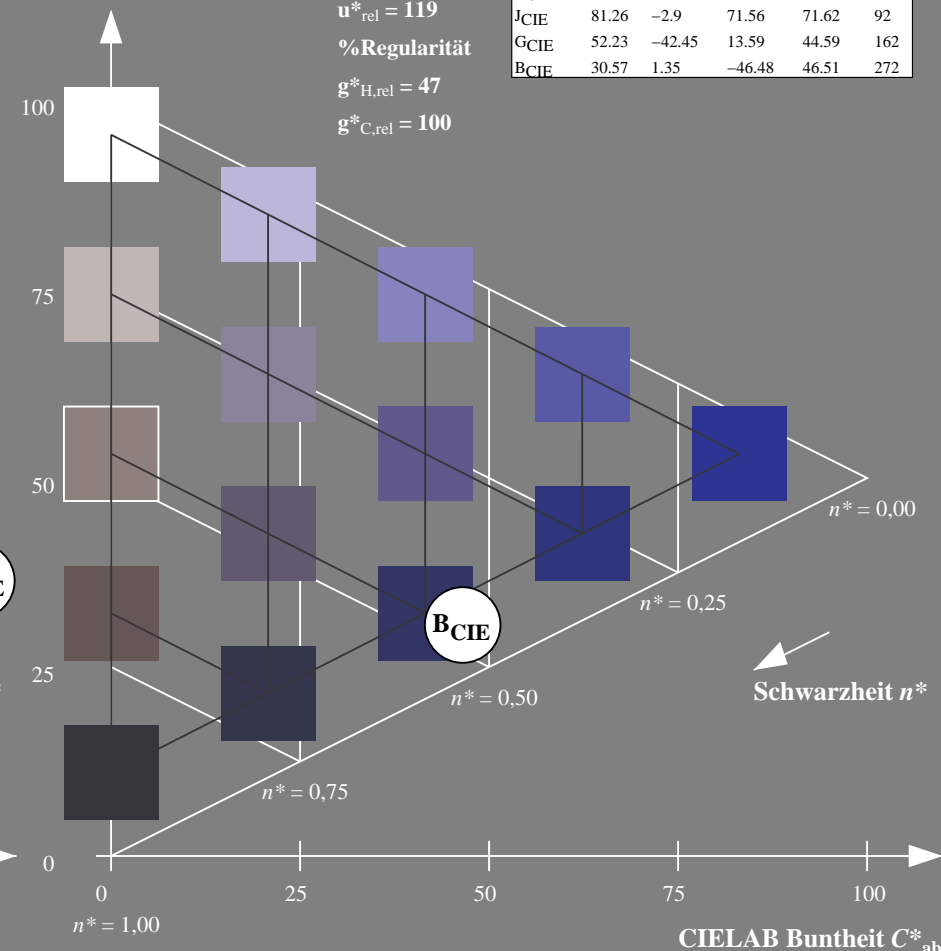 u*rel = 119
%Regularität
g*H,rel = 47
g*C,rel = 100
JCIE 81.26 −2.9 71.56 71.62 92
GCIE 52.23 −42.45 13.59 44.59 162
BCIE 30.57 1.35 −46.48 46.51 272
100
75
50
25
0
BCIE
n* = 0,00
n* = 0,25
Schwarzheit n*
n* = 0,50
n* = 0,75
0 25 50 75 100
n* = 1,00
CIELAB Buntheit C*ab